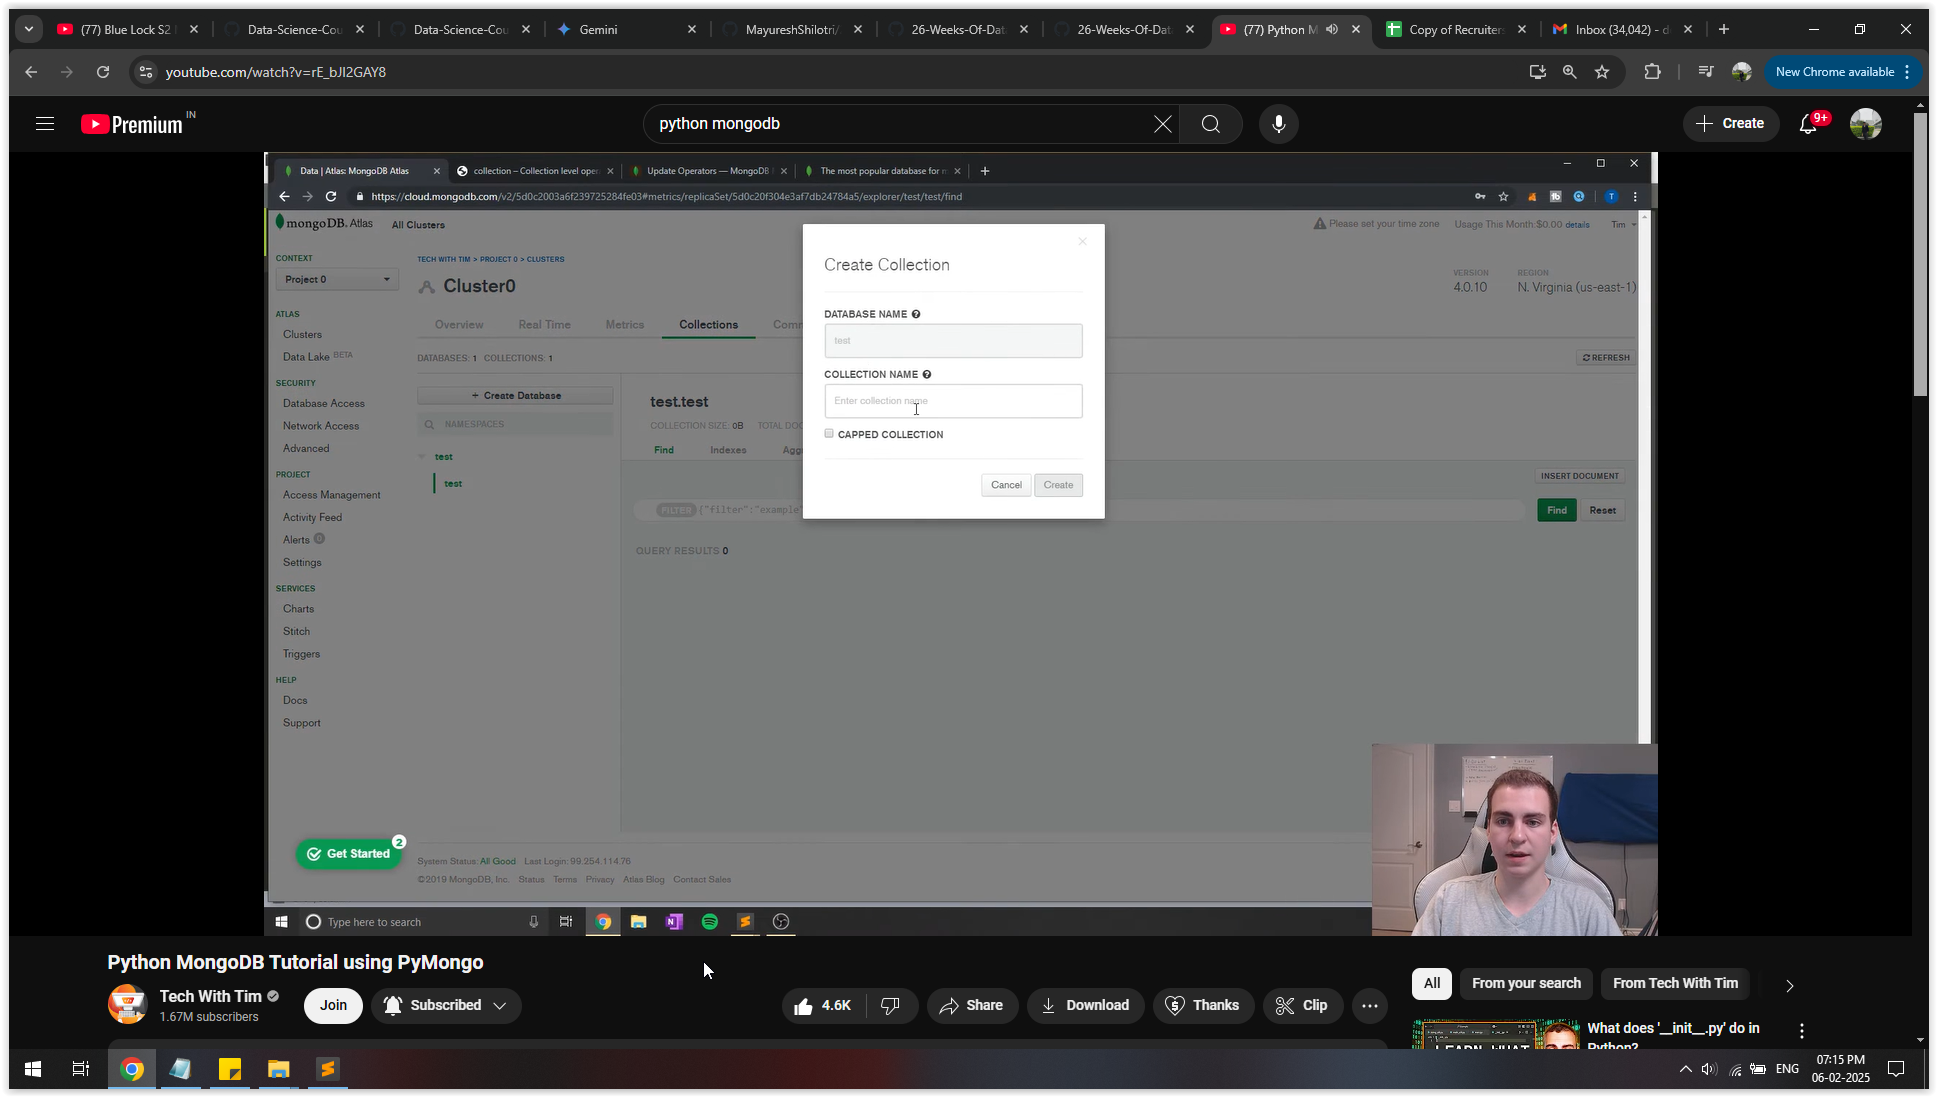 (77) Blue Lock S2
Data-Science-Cou
Data-Science-Cou
Gemini
MayureshShilotri/
26-Weeks-Of-Dat
26-Weeks-Of-Dat
(77) Python M
Copy of Recruiter
Inbox (34,042) - d
youtube.com/watch?v=rE_bJl2GAY8
New Chrome available
Premium IN
python mongodb
Create
9+
Data | Atlas: MongoDB Atlas
collection – Collection level oper
Update Operators — MongoDB
The most popular database for m
https://cloud.mongodb.com/v2/5d0c2003a6f239725284fe03#metrics/replicaSet/5d0c20f304e3af7db24784a5/explorer/test/test/find
mongoDB. Atlas
All Clusters
Please set your time zone
Usage This Month:$0.00 details
Tim
CONTEXT
Project 0
TECH WITH TIM > PROJECT 0 > CLUSTERS
Cluster0
VERSION
4.0.10
REGION
N. Virginia (us-east-1)
Overview
Real Time
Metrics
Collections
Comm
DATABASES: 1 COLLECTIONS: 1
REFRESH
ATLAS
Clusters
Data Lake BETA
SECURITY
Database Access
Network Access
Advanced
PROJECT
Access Management
Activity Feed
Alerts 0
Settings
SERVICES
Charts
Stitch
Triggers
HELP
Docs
Support
+ Create Database
NAMESPACES
test
test
test.test
COLLECTION SIZE: 0B TOTAL DOC
Find
Indexes
Aggr
INSERT DOCUMENT
FILTER {"filter":"example"
Find
Reset
QUERY RESULTS 0
Create Collection
DATABASE NAME
test
COLLECTION NAME
Enter collection name
CAPPED COLLECTION
Cancel
Create
Get Started
2
System Status: All Good Last Login: 99.254.114.76
©2019 MongoDB, Inc. Status Terms Privacy Atlas Blog Contact Sales
Type here to search
Python MongoDB Tutorial using PyMongo
Tech With Tim
1.67M subscribers
Join
Subscribed
4.6K
Share
Download
Thanks
Clip
All
From your search
From Tech With Tim
What does '__init__.py' do in
Python?
LEARN WHAT
ENG
07:15 PM
06-02-2025